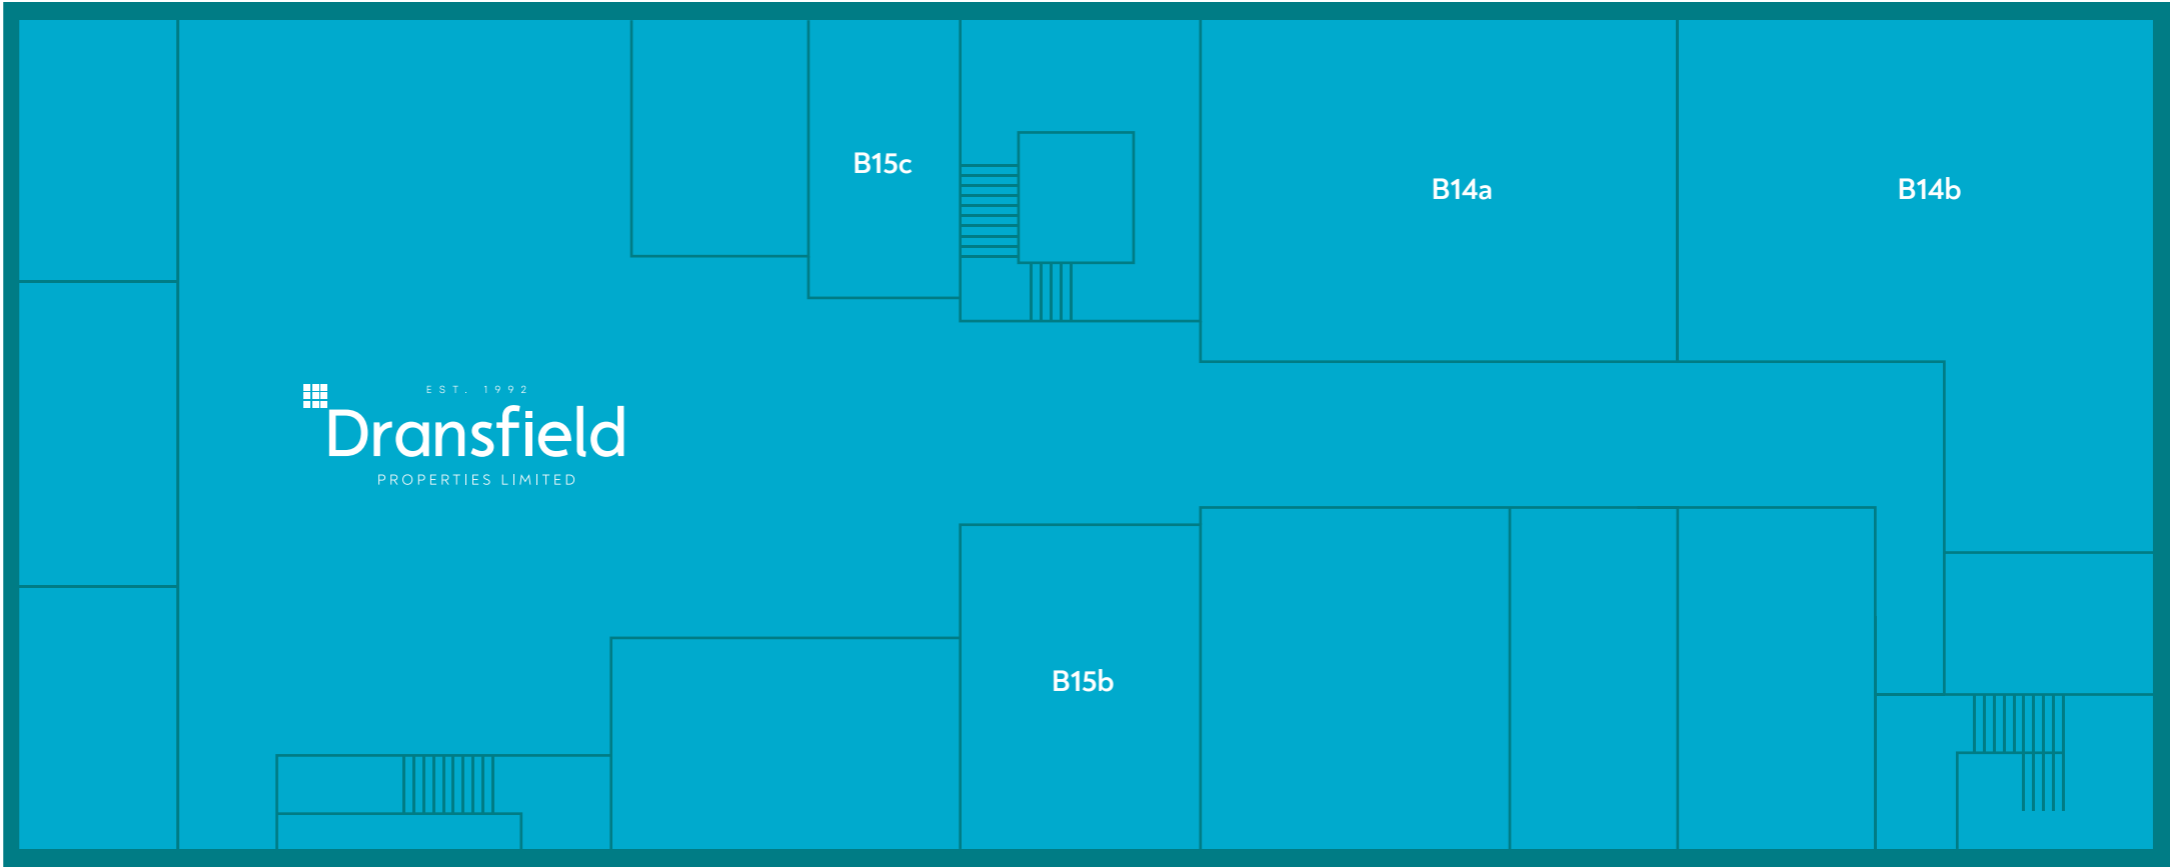 B15c
B14a
B14b
EST. 1992
Dransfield
PROPERTIES LIMITED
B15b